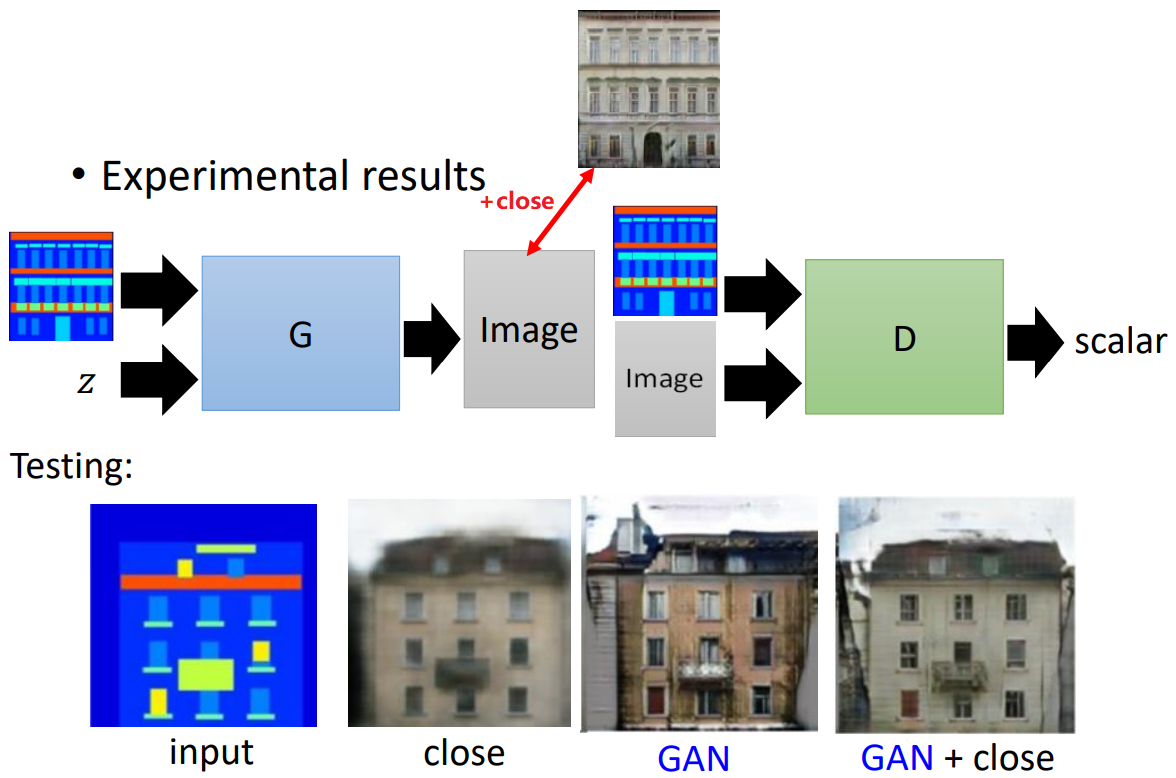 • Experimental results
+ close
z
G
Image
Image
D
scalar
Testing:
input
close
GAN
GAN + close